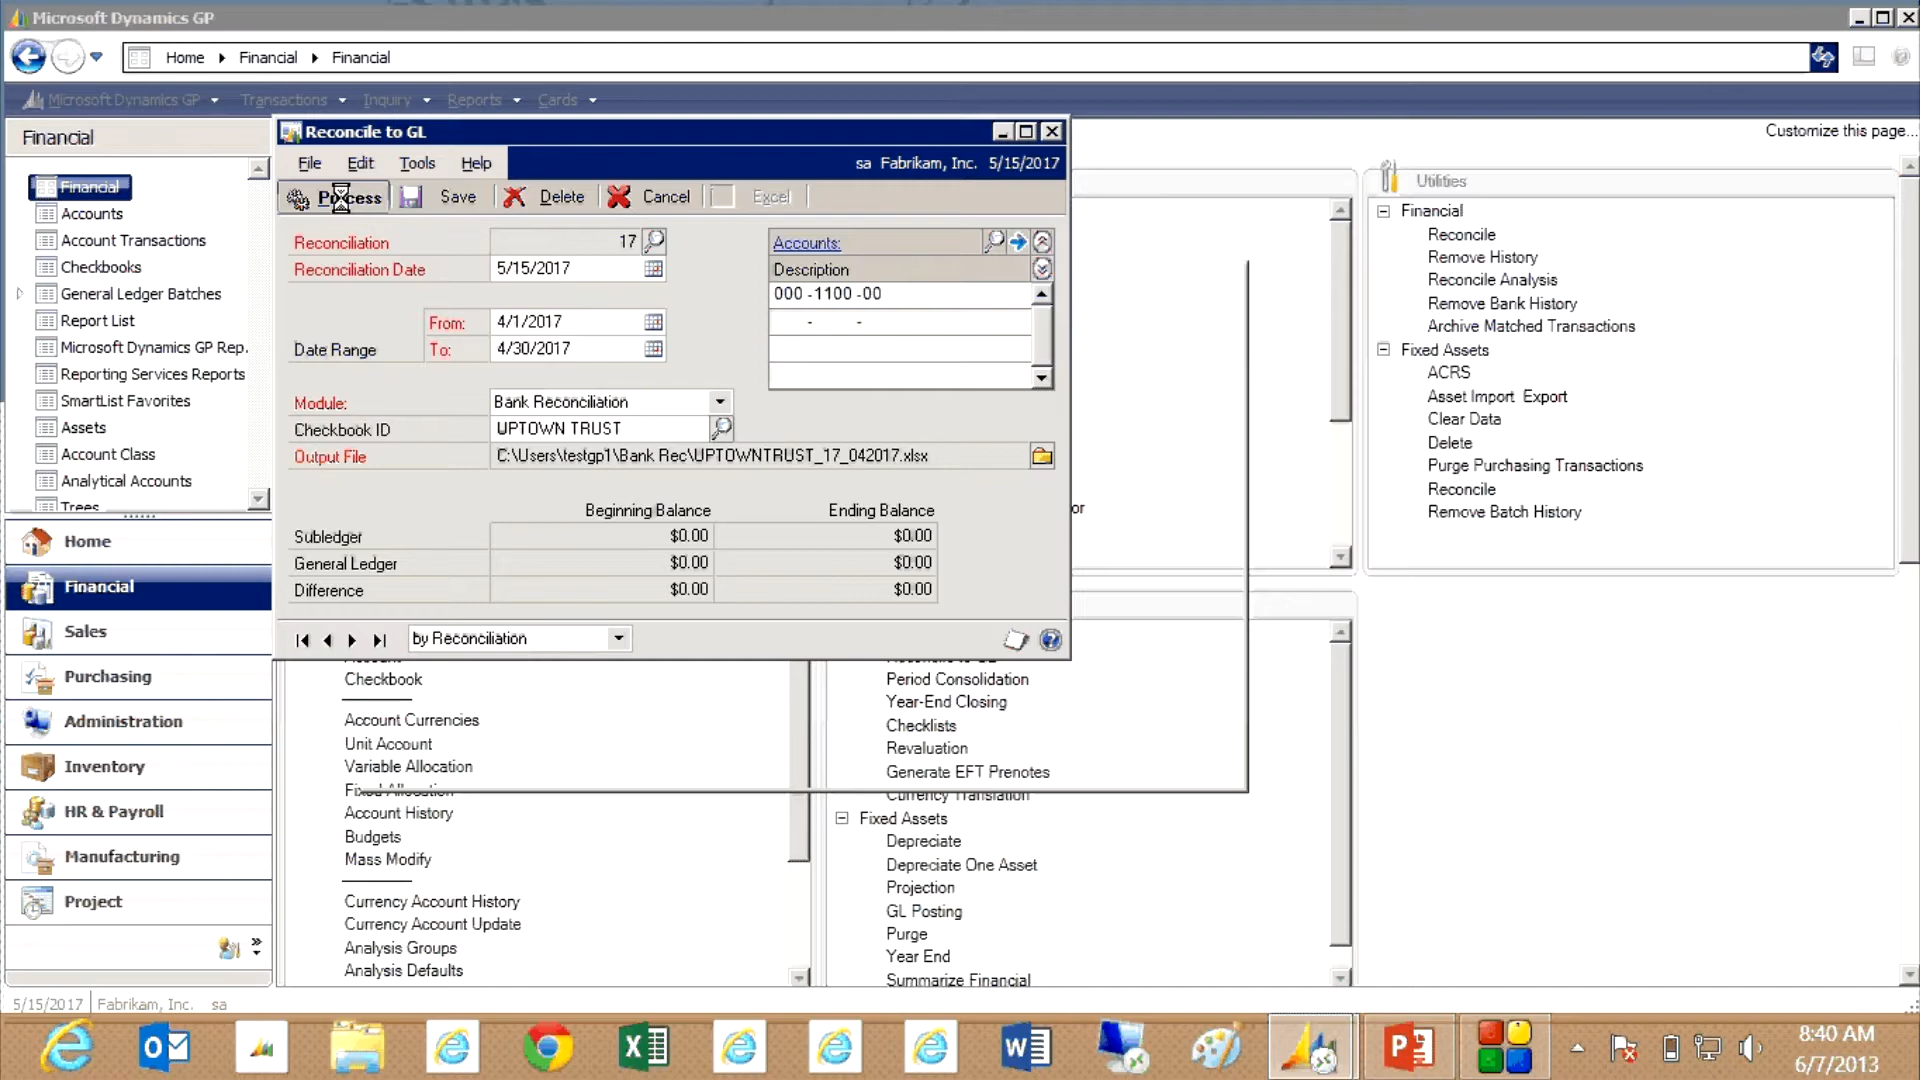 Microsoft Dynamics GP
Home Financial Financial
Microsoft Dynamics GP Transactions Inquiry Reports Cards
Financial
Customize this page...
Financial
Accounts
Account Transactions
Checkbooks
General Ledger Batches
Report List
Microsoft Dynamics GP Rep.
Reporting Services Reports
SmartList Favorites
Assets
Account Class
Analytical Accounts
Trees
Home
Financial
Sales
Purchasing
Administration
Inventory
HR & Payroll
Manufacturing
Project
Reconcile to GL
File Edit Tools Help
sa Fabrikam, Inc. 5/15/2017
Process Save Delete Cancel Excel
Reconciliation 17
Reconciliation Date 5/15/2017
Accounts:
Description
000 -1100 -00
- -
Date Range
From: 4/1/2017
To: 4/30/2017
Module: Bank Reconciliation
Checkbook ID UPTOWN TRUST
Output File C:\Users\testgp1\Bank Rec\UPTOWNTRUST_17_042017.xlsx
Beginning Balance Ending Balance
Subledger $0.00 $0.00
General Ledger $0.00 $0.00
Difference $0.00 $0.00
by Reconciliation
or
Checkbook
Account Currencies
Unit Account
Variable Allocation
Fixed Allocation
Account History
Budgets
Mass Modify
Currency Account History
Currency Account Update
Analysis Groups
Analysis Defaults
Period Consolidation
Year-End Closing
Checklists
Revaluation
Generate EFT Prenotes
Currency Translation
Fixed Assets
Depreciate
Depreciate One Asset
Projection
GL Posting
Purge
Year End
Summarize Financial
Utilities
Financial
Reconcile
Remove History
Reconcile Analysis
Remove Bank History
Archive Matched Transactions
Fixed Assets
ACRS
Asset Import Export
Clear Data
Delete
Purge Purchasing Transactions
Reconcile
Remove Batch History
5/15/2017 Fabrikam, Inc. sa
8:40 AM
6/7/2013